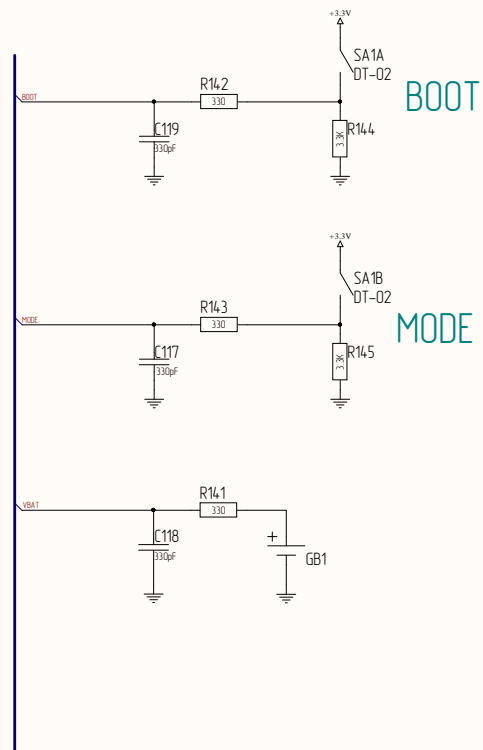 +3.3V
SA1A
DT-02
BOOT
R142
330
BOOT
C119
330pF
R144
3.3K
+3.3V
SA1B
DT-02
MODE
R143
330
MODE
C117
330pF
R145
3.3K
R141
330
VBAT
C118
330pF
+
GB1